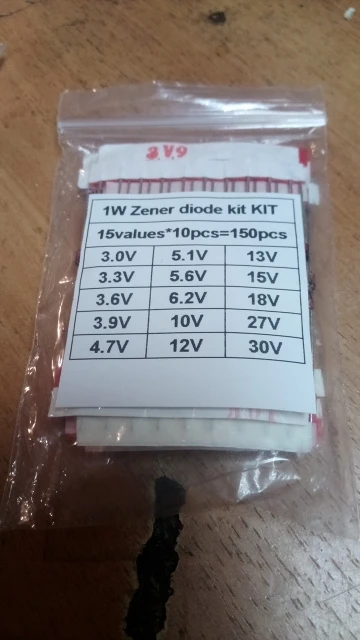 3V9
1W Zener diode kit KIT
15values*10pcs=150pcs
3.0V 5.1V 13V
3.3V 5.6V 15V
3.6V 6.2V 18V
3.9V 10V 27V
4.7V 12V 30V